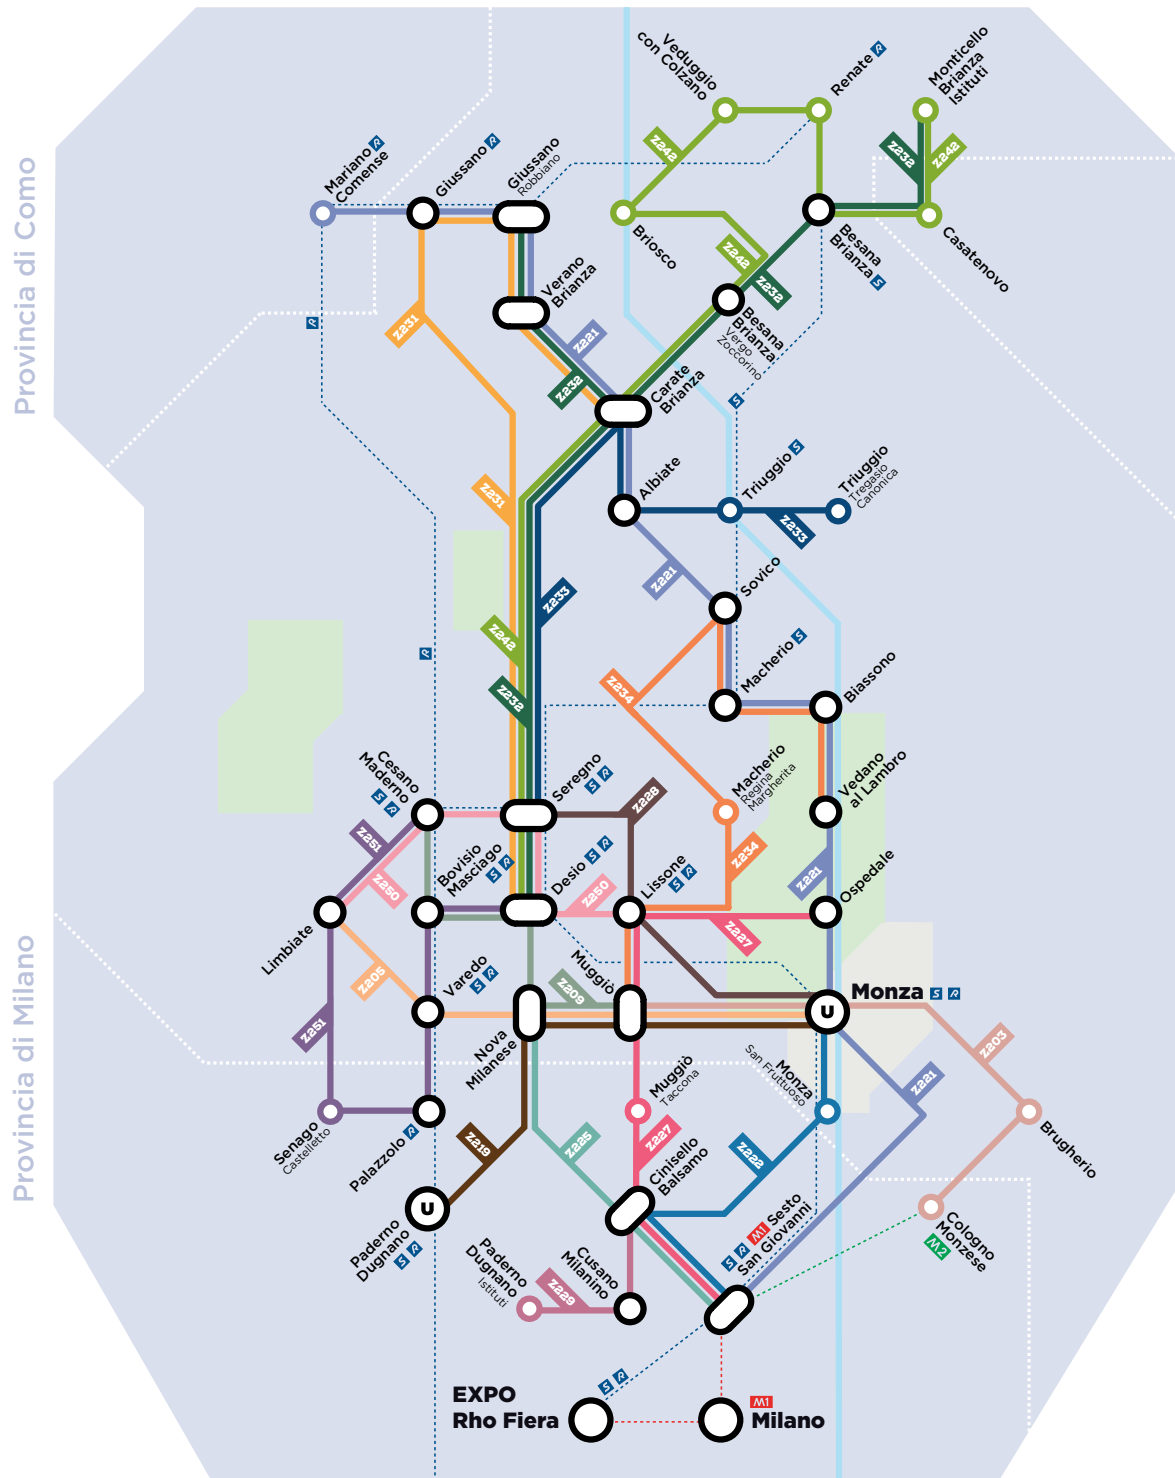 Veduggio
con Colzano
Renate R
Monticello
Brianza
Istituti
Mariano R
Comense
Giussano R
Giussano
Robbiano
Z242
Z232
Z242
Provincia di Como
Briosco
Besana
Brianza S
Casatenovo
Z242
Z232
Verano
Brianza
Besana
Brianza
Vergo
Zoccorino
R
Z231
Z221
Z232
Carate
Brianza
S
Albiate
Triuggio S
Triuggio
Tregasio
Canonica
Z231
Z233
Z221
Sovico
Z233
Z242
R
Macherio S
Biassono
Z234
Z232
Cesano
Maderno
S R
Seregno
S R
Macherio
Regina
Margherita
Vedano
al Lambro
Z228
Z251
Z250
Bovisio
Masciago
S R
Desio S R
Z250
Lissone
S R
Z234
Z221
Ospedale
Limbiate
Z227
Z205
Varedo
S R
Z209
Muggiò
Monza S R
U
Z251
Nova
Milanese
Monza
San Fruttuoso
Z203
Provincia di Milano
Muggiò
Taccona
Z221
Senago
Castelletto
Palazzolo R
Z219
Z225
Z227
Z222
Brugherio
Cinisello
Balsamo
U
Paderno
Dugnano
S R
Paderno
Dugnano
Istituti
Cusano
Milanino
Z229
S R M1 Sesto
San Giovanni
Cologno
Monzese
M2
S R
EXPO
Rho Fiera
M1
Milano